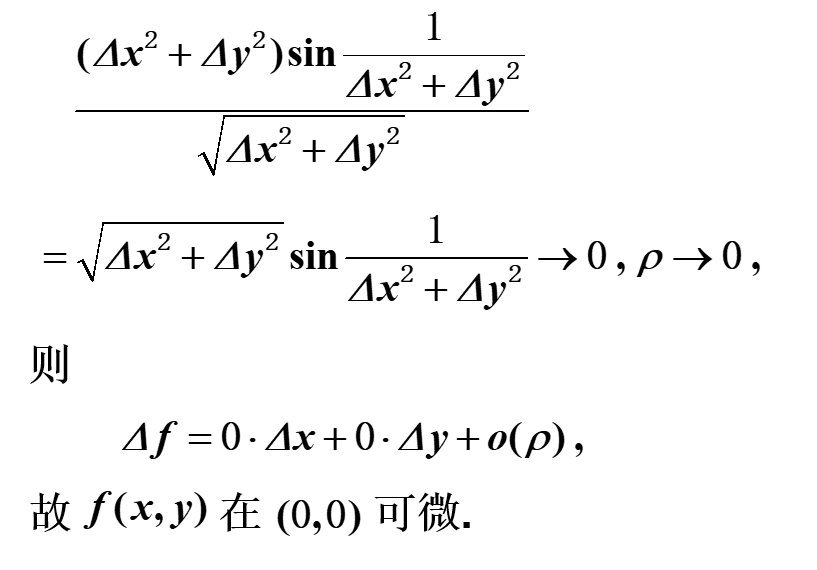 (Δx² + Δy²)sin 1/(Δx² + Δy²)
√(Δx² + Δy²)
= √(Δx² + Δy²) sin 1/(Δx² + Δy²) → 0 , ρ → 0 ,
则
Δf = 0 · Δx + 0 · Δy + o(ρ) ,
故 f(x, y) 在 (0,0) 可微.